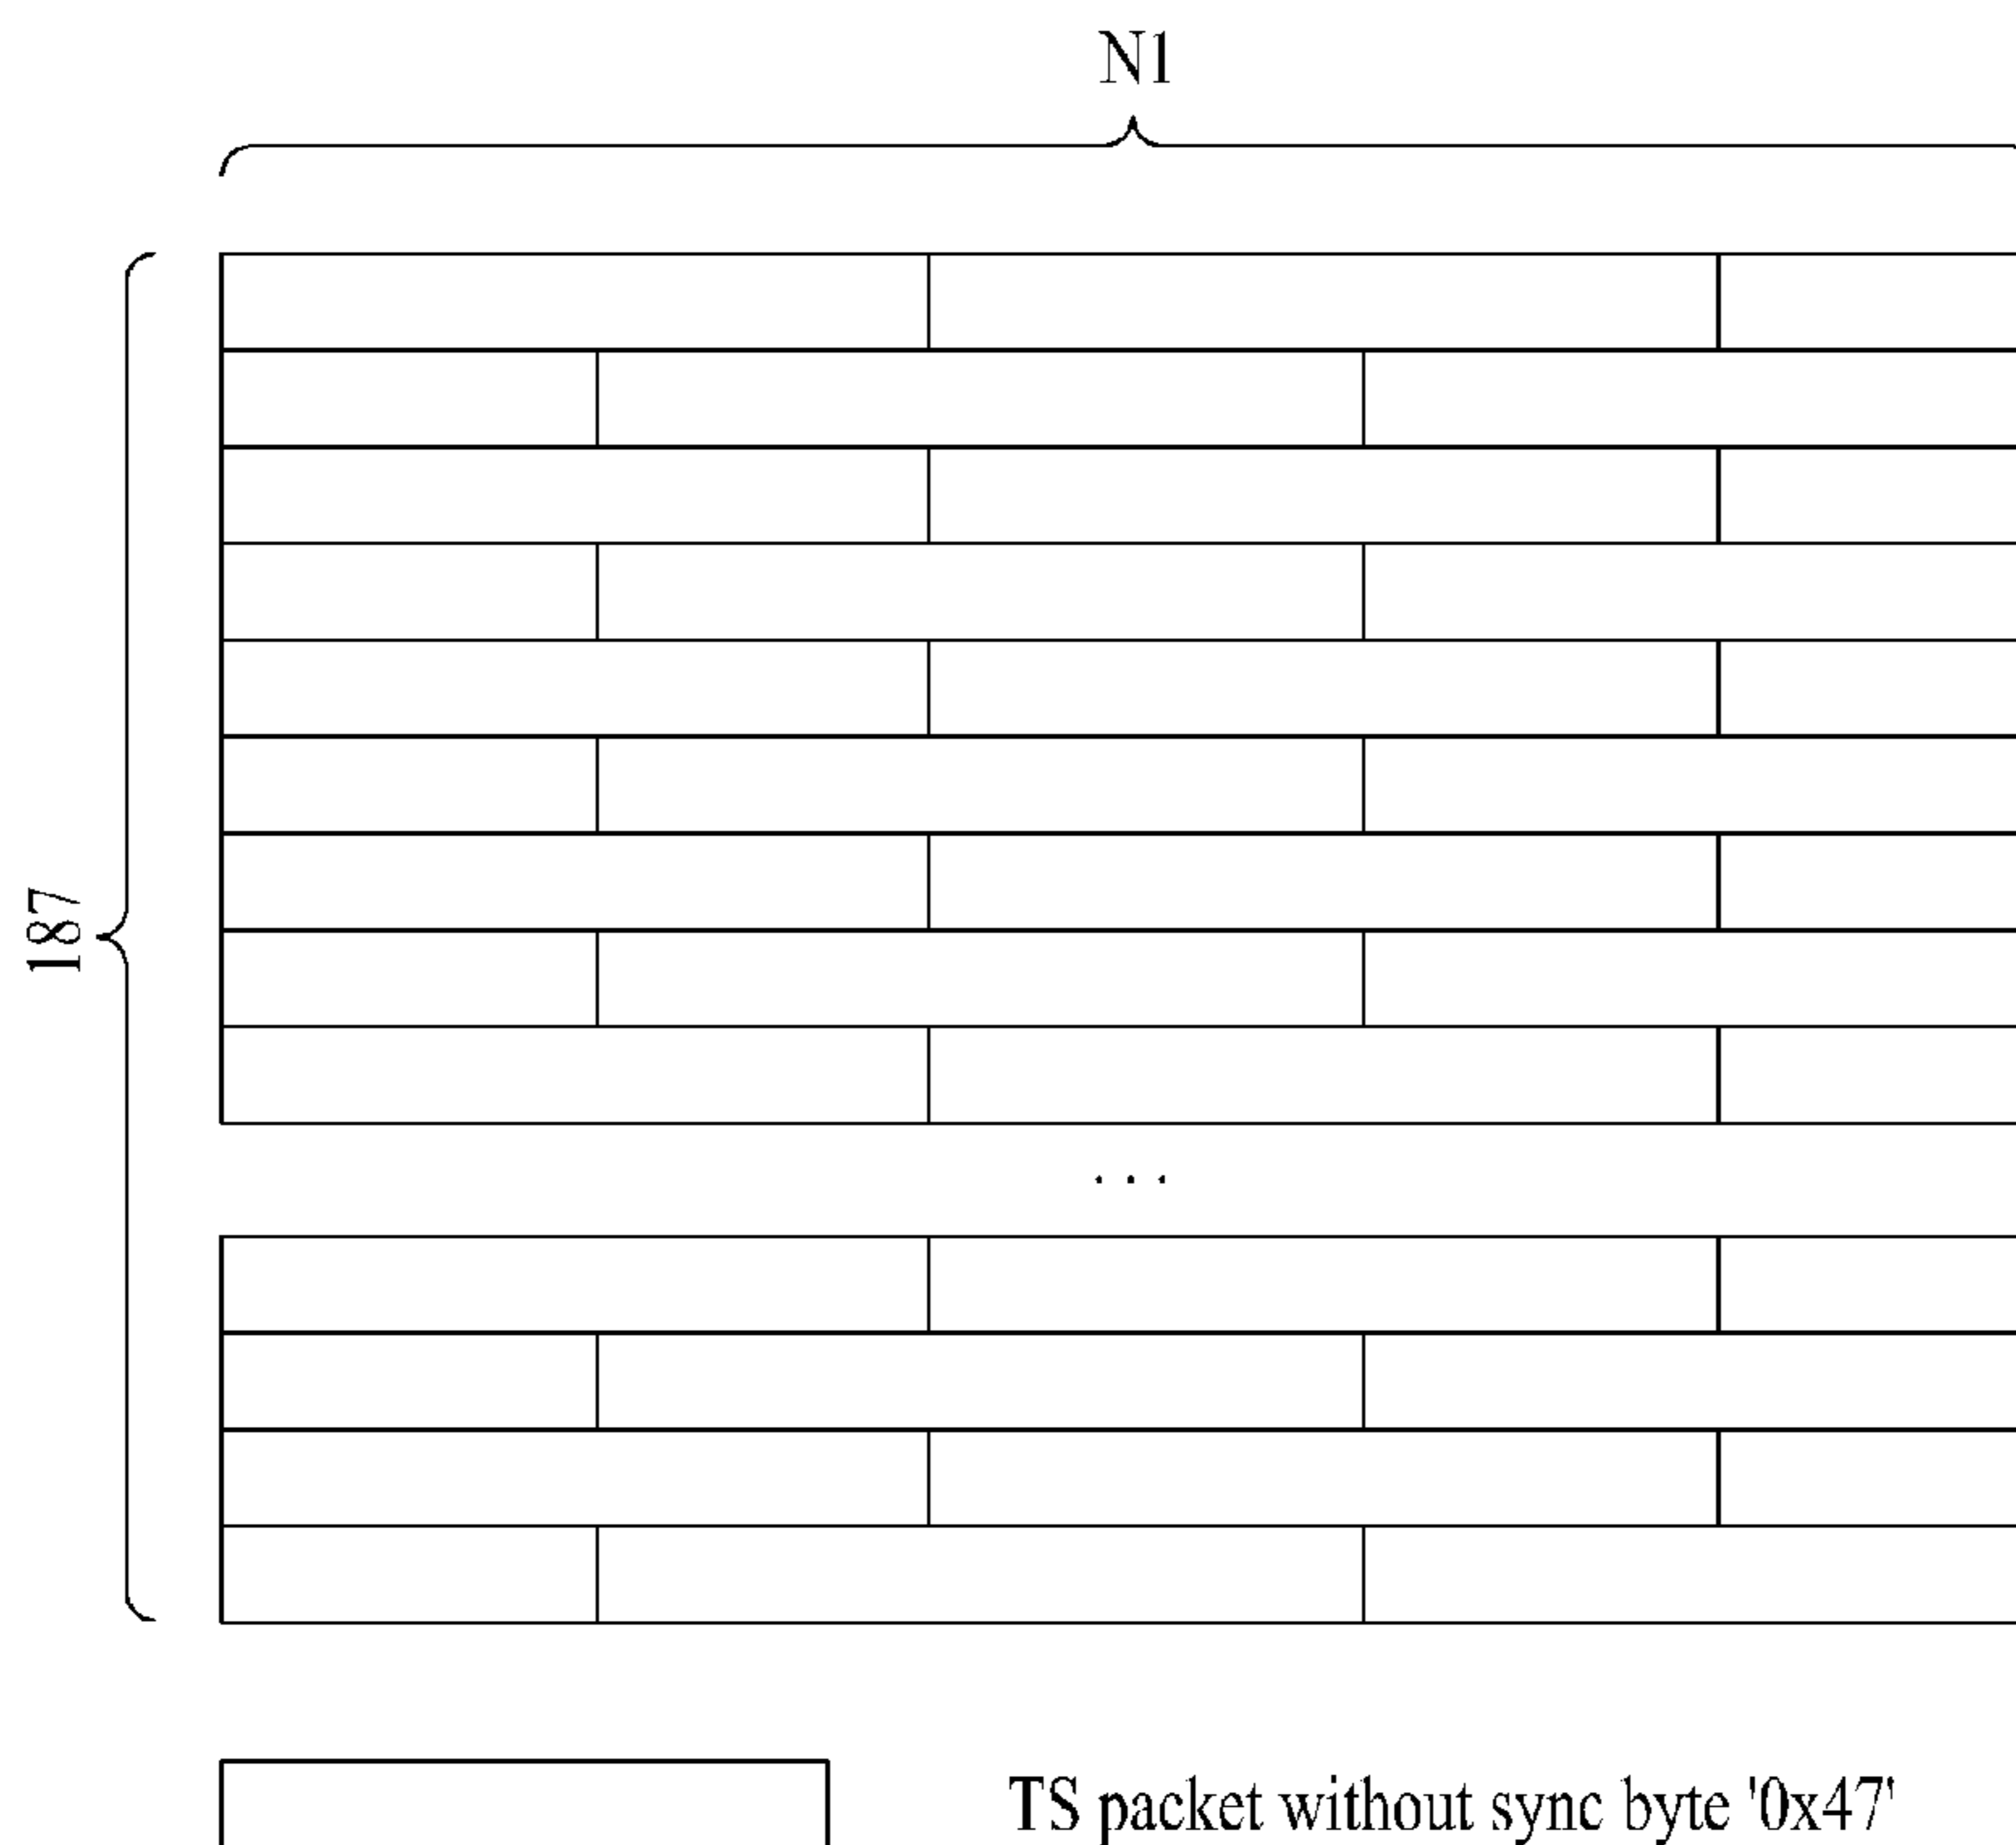 N1
187
...
TS packet without sync byte '0x47'